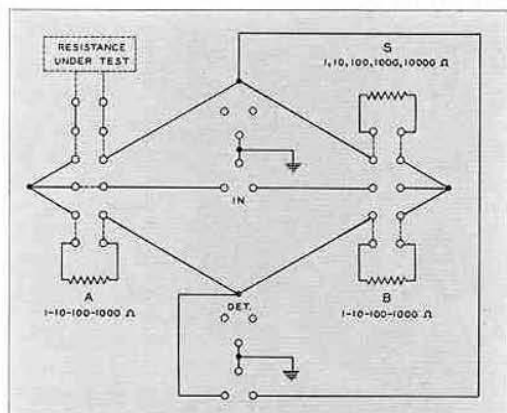 RESISTANCE
UNDER TEST
S
1,10,100,1000,10000 Ω
IN
DET.
A
1-10-100-1000 Ω
B
1-10-100-1000 Ω